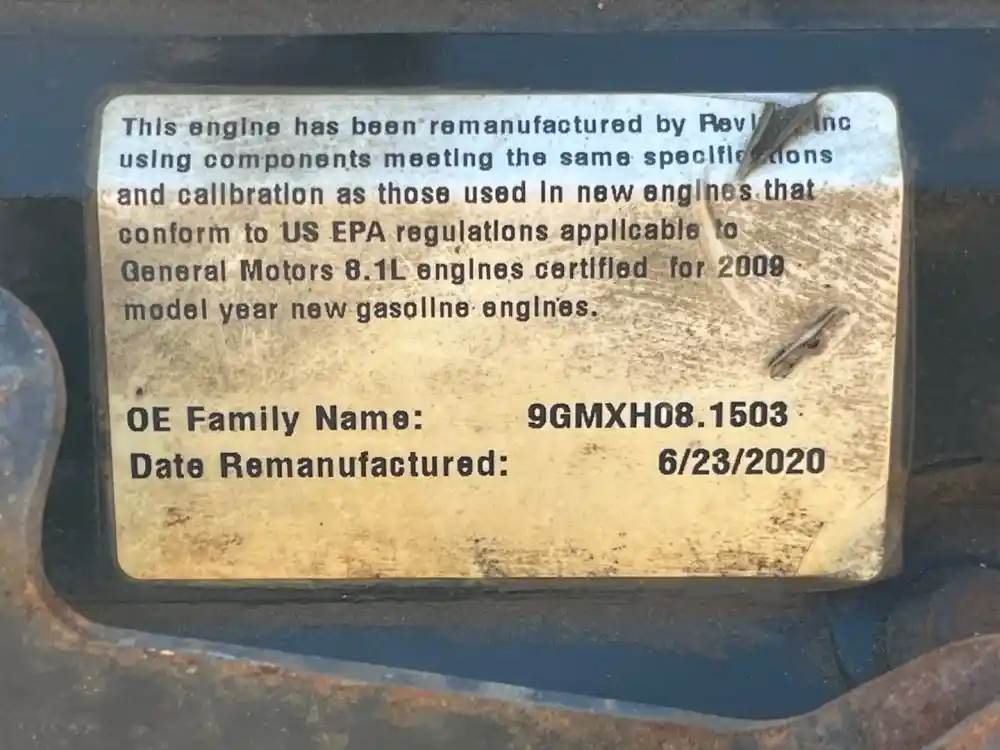 This engine has been remanufactured by Inc
using components meeting the same specifications
and calibration as those used in new engines that
conform to US EPA regulations applicable to
General Motors 8.1L engines certified for 2009
model year new gasoline engines.
OE Family Name: 9GMXH08.1503
Date Remanufactured: 6/23/2020